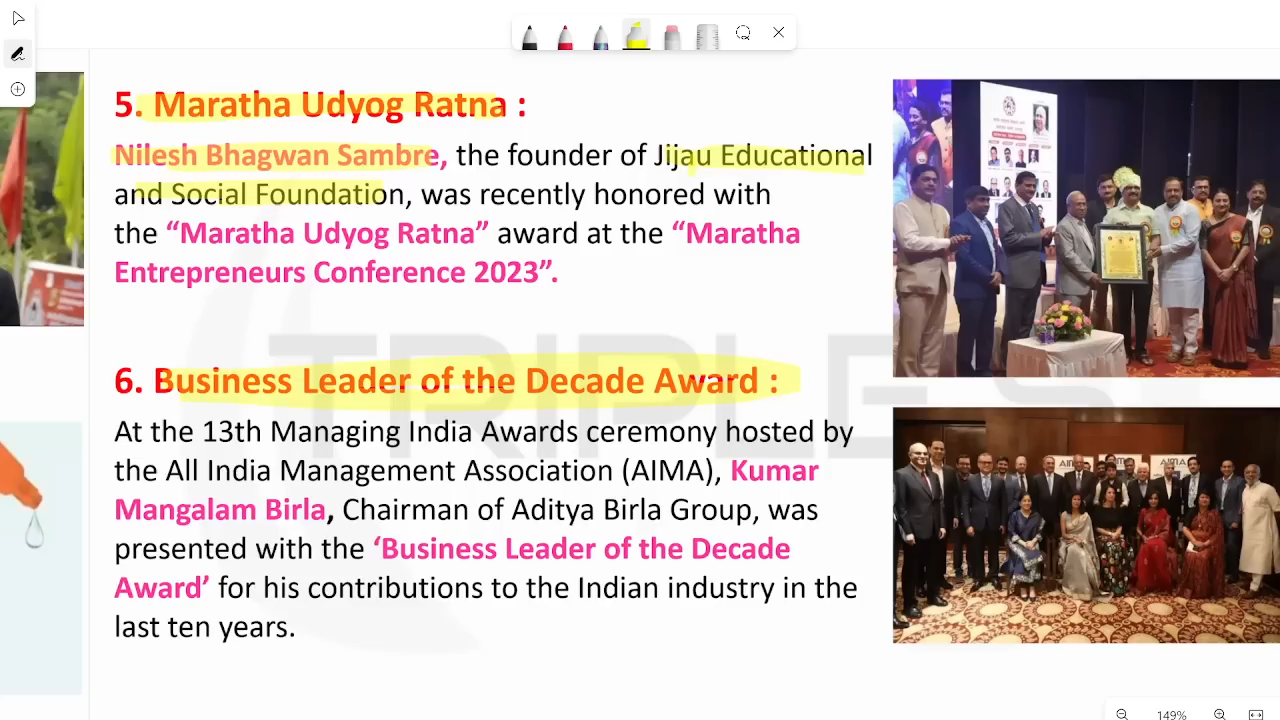 5. Maratha Udyog Ratna :
Nilesh Bhagwan Sambre, the founder of Jijau Educational
and Social Foundation, was recently honored with
the “Maratha Udyog Ratna” award at the “Maratha
Entrepreneurs Conference 2023”.
TRIPLES
6. Business Leader of the Decade Award :
At the 13th Managing India Awards ceremony hosted by
the All India Management Association (AIMA), Kumar
Mangalam Birla, Chairman of Aditya Birla Group, was
presented with the ‘Business Leader of the Decade
Award’ for his contributions to the Indian industry in the
last ten years.
149%